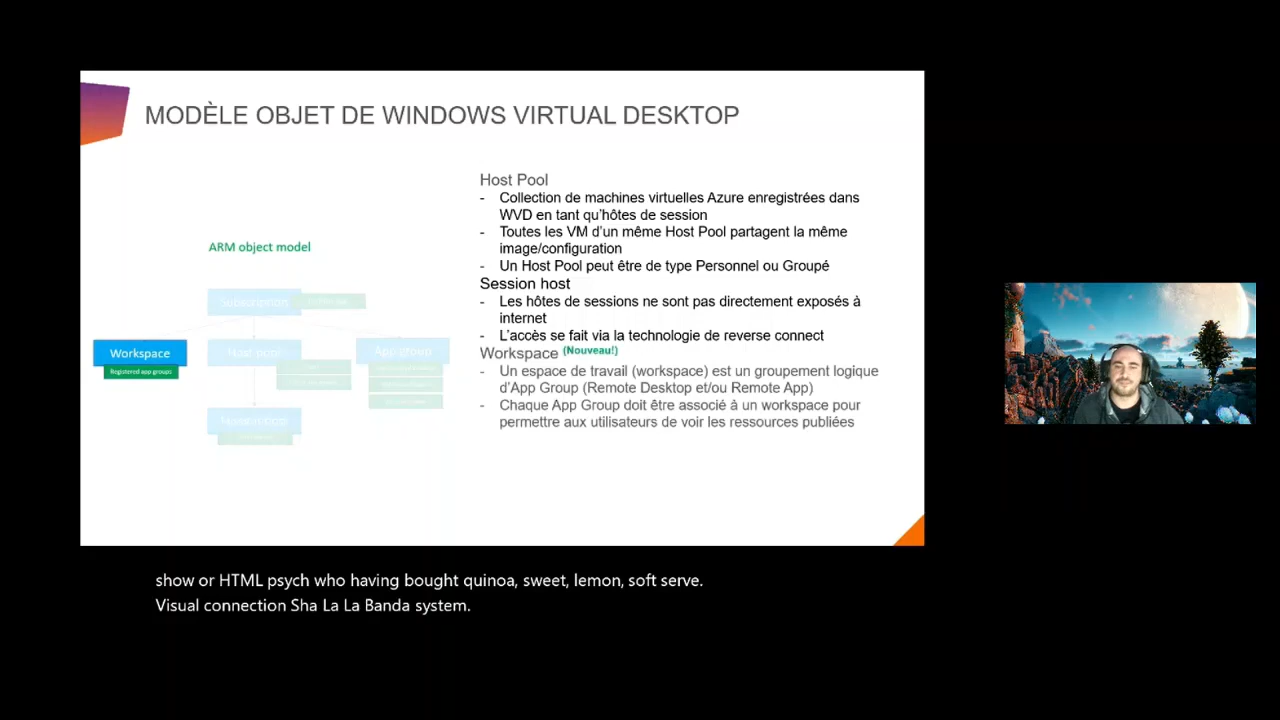 MODÈLE OBJET DE WINDOWS VIRTUAL DESKTOP
ARM object model
Subscription
Workspace
Registered app groups
Host pool
App group
Host Pool
- Collection de machines virtuelles Azure enregistrées dans
WVD en tant qu'hôtes de session
- Toutes les VM d'un même Host Pool partagent la même
image/configuration
- Un Host Pool peut être de type Personnel ou Groupé
Session host
- Les hôtes de sessions ne sont pas directement exposés à
internet
- L'accès se fait via la technologie de reverse connect
Workspace (Nouveau!)
- Un espace de travail (workspace) est un groupement logique
d'App Group (Remote Desktop et/ou Remote App)
- Chaque App Group doit être associé à un workspace pour
permettre aux utilisateurs de voir les ressources publiées
show or HTML psych who having bought quinoa, sweet, lemon, soft serve.
Visual connection Sha La La Banda system.